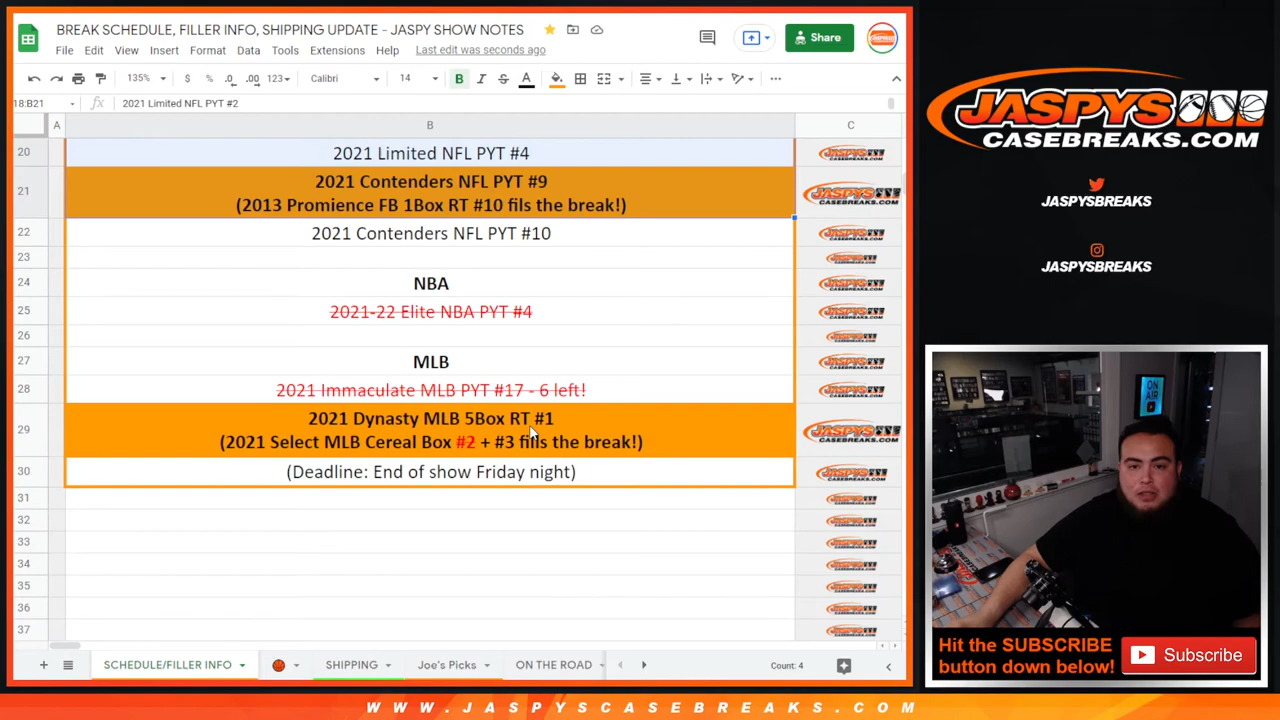 BREAK SCHEDULE, FILLER INFO, SHIPPING UPDATE - JASPY SHOW NOTES
File Edit View Insert Format Data Tools Extensions Help Last edit was seconds ago
Share
135% $ % .0 .00 123 Calibri 14 B I S A
18:B21 fx 2021 Limited NFL PYT #2
A B C
20 2021 Limited NFL PYT #4
21 2021 Contenders NFL PYT #9
(2013 Promience FB 1Box RT #10 fils the break!)
22 2021 Contenders NFL PYT #10
23
24 NBA
25 2021-22 Elite NBA PYT #4
26
27 MLB
28 2021 Immaculate MLB PYT #17 - 6 left!
29 2021 Dynasty MLB 5Box RT #1
(2021 Select MLB Cereal Box #2 + #3 fills the break!)
30 (Deadline: End of show Friday night)
31
32
33
34
35
36
37
SCHEDULE/FILLER INFO SHIPPING Joe's Picks ON THE ROAD Count: 4
JASPYS
CASEBREAKS.COM
JASPYSBREAKS
JASPYSBREAKS
ON
AIR
Hit the SUBSCRIBE
button down below!
Subscribe
WWW.JASPYSCASEBREAKS.COM